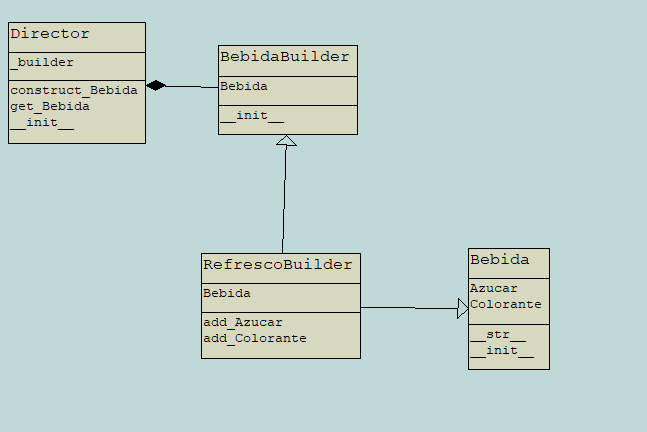 Director
_builder
construct_Bebida
get_Bebida
__init__
BebidaBuilder
Bebida
__init__
RefrescoBuilder
Bebida
add_Azucar
add_Colorante
Bebida
Azucar
Colorante
__str__
__init__